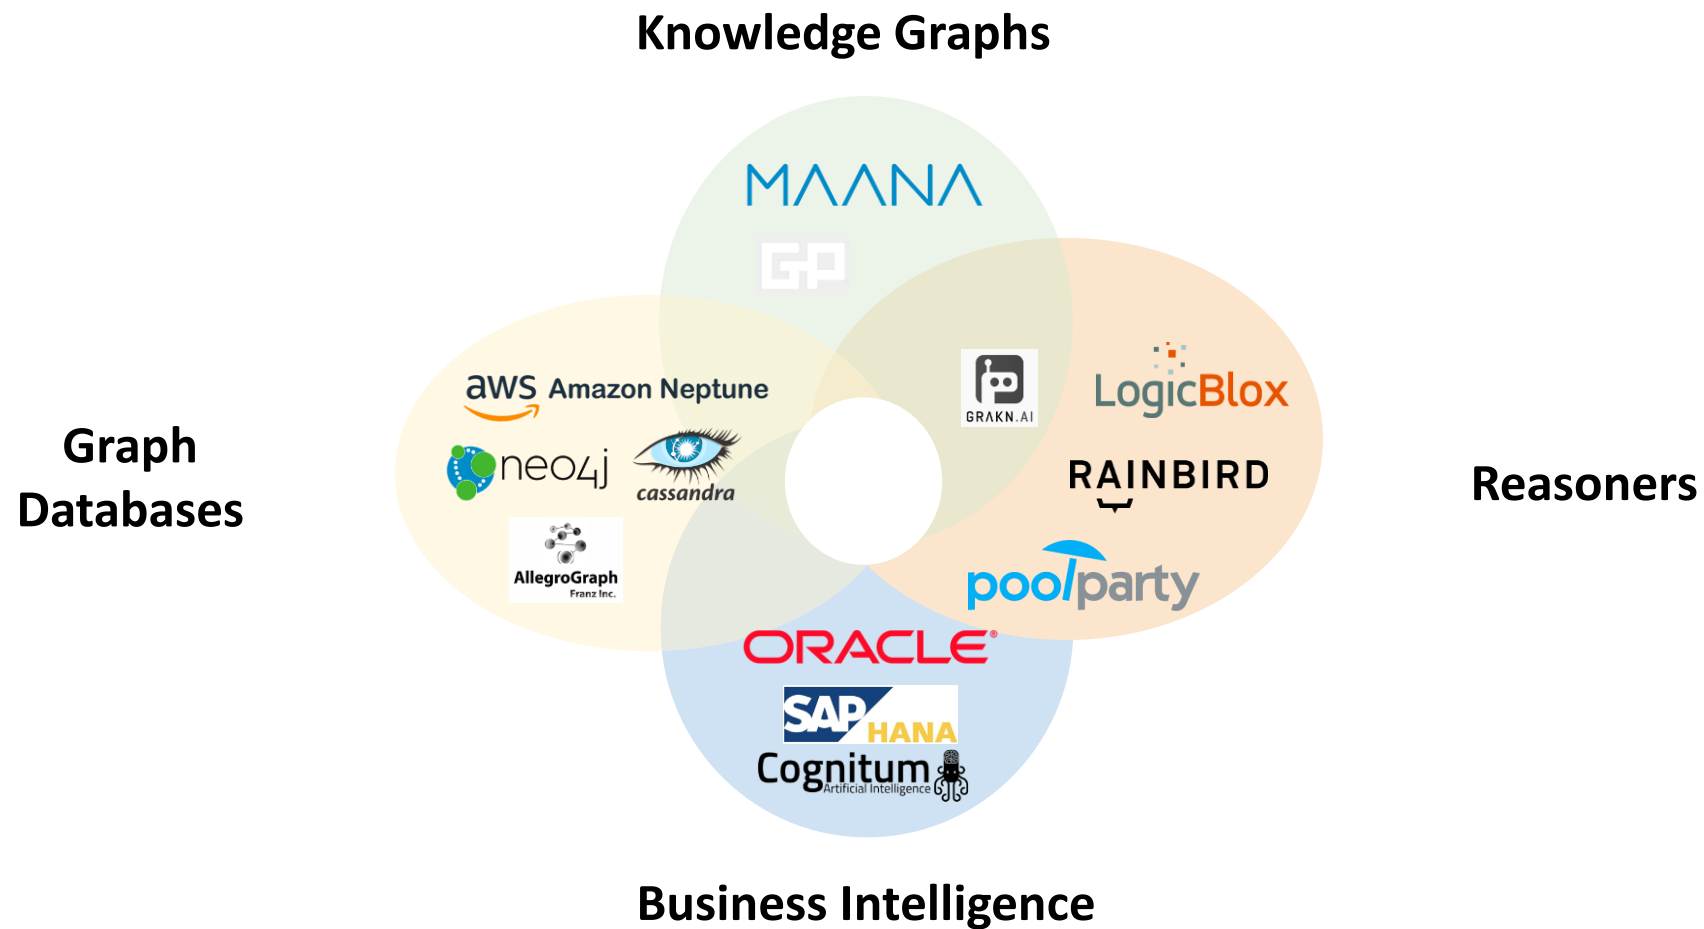 Knowledge Graphs
MAANA
GP
aws Amazon Neptune
neo4j
cassandra
AllegroGraph
Franz Inc.
GRAKN.AI
LogicBlox
RAINBIRD
poolparty
Graph
Databases
Reasoners
ORACLE®
SAP HANA
Cognitum
Artificial Intelligence
Business Intelligence